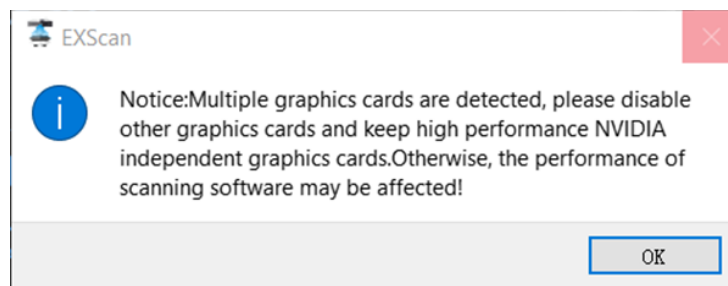 EXScan
Notice:Multiple graphics cards are detected, please disable
other graphics cards and keep high performance NVIDIA
independent graphics cards.Otherwise, the performance of
scanning software may be affected!
OK